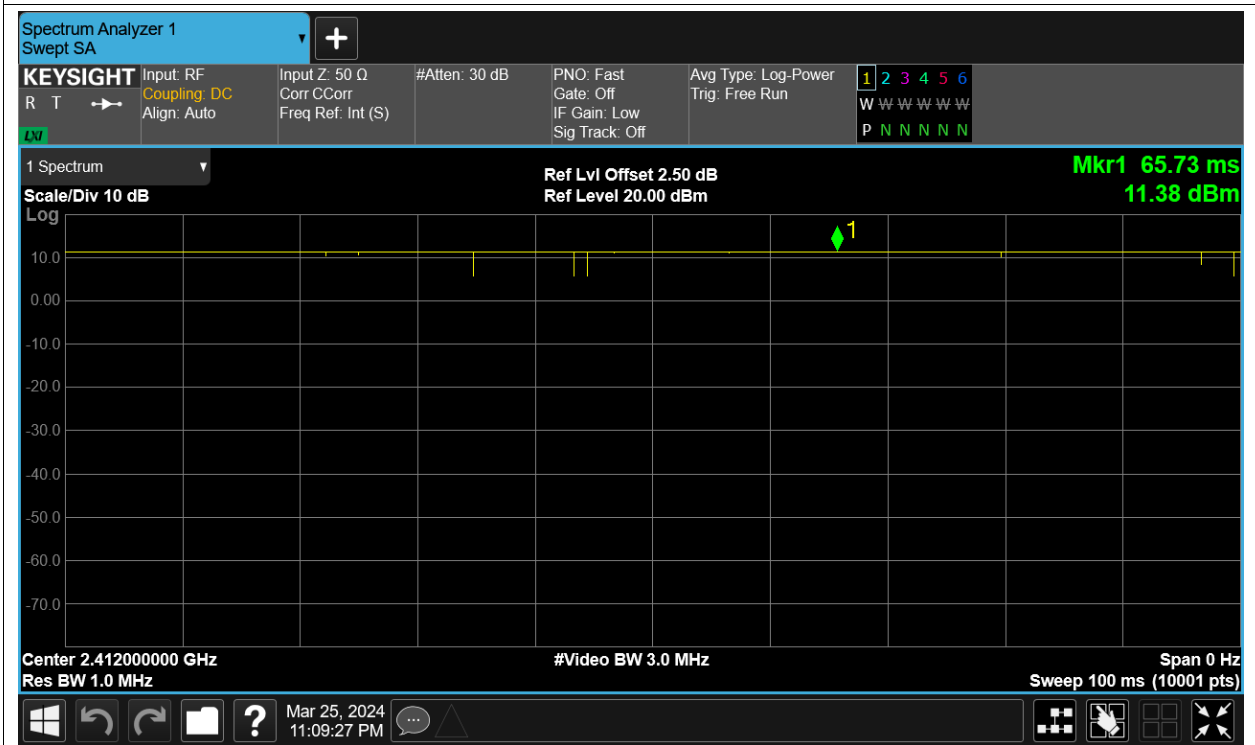 Spectrum Analyzer 1
Swept SA
+
KEYSIGHT
R T
LXI
Input: RF
Coupling: DC
Align: Auto
Input Z: 50 Ω
Corr CCorr
Freq Ref: Int (S)
#Atten: 30 dB
PNO: Fast
Gate: Off
IF Gain: Low
Sig Track: Off
Avg Type: Log-Power
Trig: Free Run
1 2 3 4 5 6
W W W W W W
P N N N N N
1 Spectrum
Scale/Div 10 dB
Ref Lvl Offset 2.50 dB
Ref Level 20.00 dBm
Mkr1 65.73 ms
11.38 dBm
Log
1
10.0
0.00
-10.0
-20.0
-30.0
-40.0
-50.0
-60.0
-70.0
Center 2.412000000 GHz
Res BW 1.0 MHz
#Video BW 3.0 MHz
Span 0 Hz
Sweep 100 ms (10001 pts)
?
Mar 25, 2024
11:09:27 PM